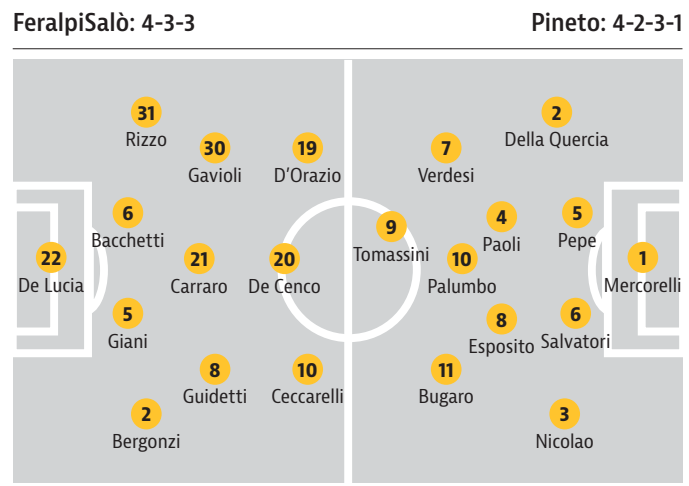 FeralpiSalò: 4-3-3
Pineto: 4-2-3-1
31
Rizzo
30
Gavioli
19
D'Orazio
6
Bacchetti
22
De Lucia
21
Carraro
20
De Cenco
5
Giani
8
Guidetti
10
Ceccarelli
2
Bergonzi
2
Della Quercia
7
Verdesi
9
Tomassini
4
Paoli
5
Pepe
10
Palumbo
1
Mercorelli
8
Esposito
6
Salvatori
11
Bugaro
3
Nicolao